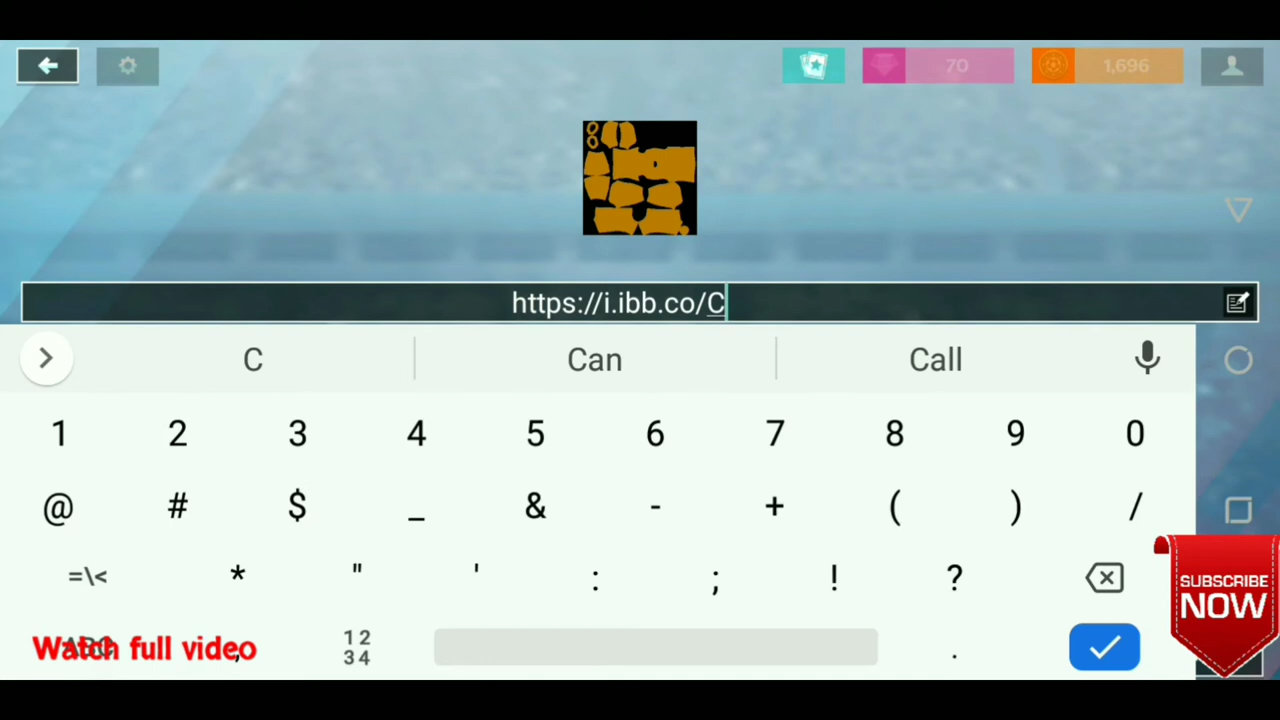 70
1,696
https://i.ibb.co/C
C Can Call
1 2 3 4 5 6 7 8 9 0
@ # $ _ & - + ( ) /
=\< * " ' : ; ! ?
ABC , 12 34 .
Watch full video
SUBSCRIBE
NOW